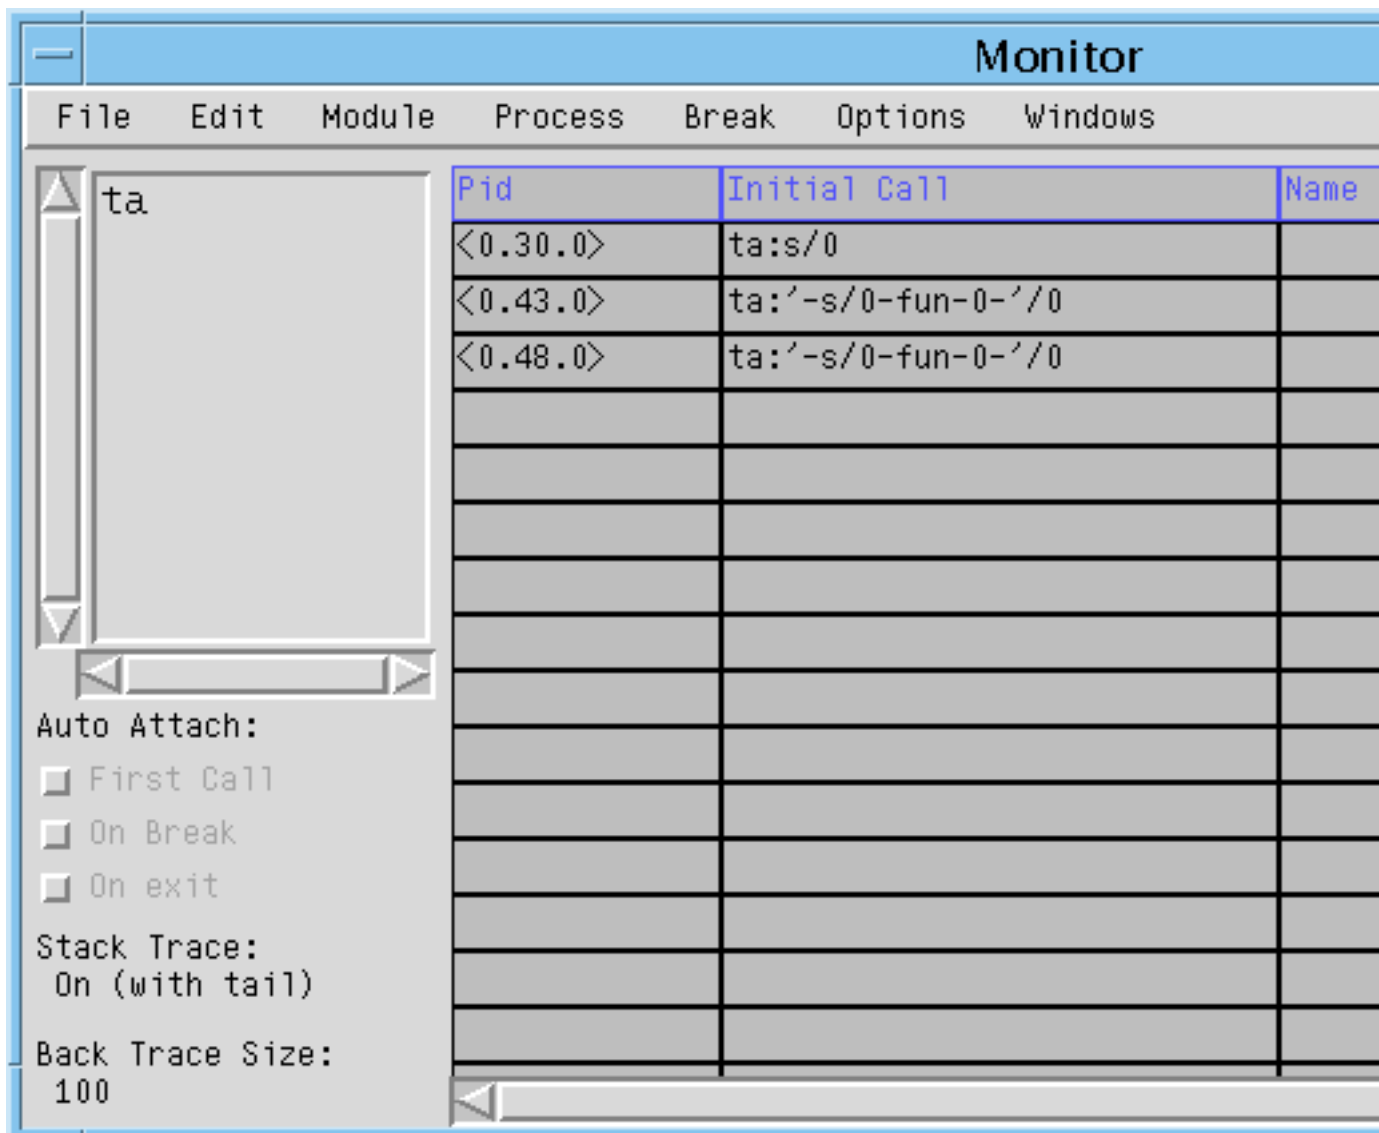 Monitor
File Edit Module Process Break Options Windows
ta
Pid Initial Call Name
<0.30.0> ta:s/0
<0.43.0> ta:'-s/0-fun-0-'/0
<0.48.0> ta:'-s/0-fun-0-'/0
Auto Attach:
First Call
On Break
On exit
Stack Trace:
On (with tail)
Back Trace Size:
100